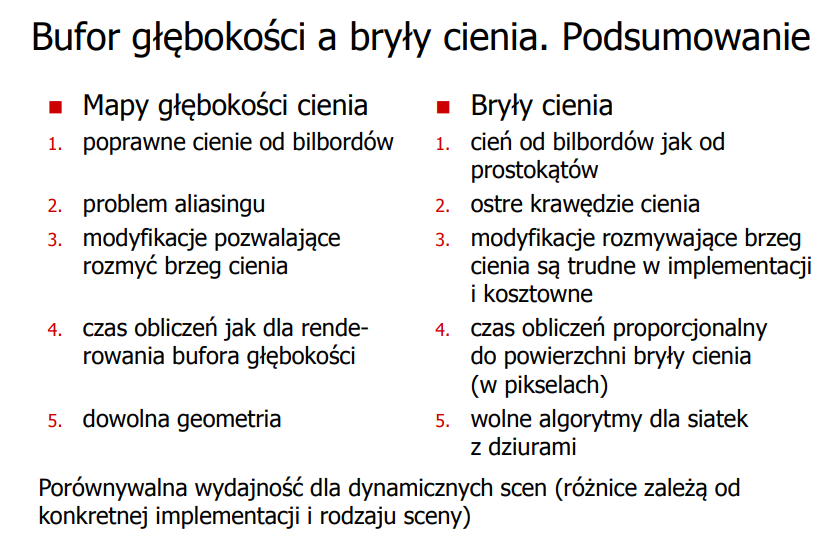 Bufor głębokości a bryły cienia. Podsumowanie
Mapy głębokości cienia
1. poprawne cienie od bilbordów
2. problem aliasingu
3. modyfikacje pozwalające
rozmyć brzeg cienia
4. czas obliczeń jak dla rende-
rowania bufora głębokości
5. dowolna geometria
Bryły cienia
1. cień od bilbordów jak od
prostokątów
2. ostre krawędzie cienia
3. modyfikacje rozmywające brzeg
cienia są trudne w implementacji
i kosztowne
4. czas obliczeń proporcjonalny
do powierzchni bryły cienia
(w pikselach)
5. wolne algorytmy dla siatek
z dziurami
Porównywalna wydajność dla dynamicznych scen (różnice zależą od
konkretnej implementacji i rodzaju sceny)